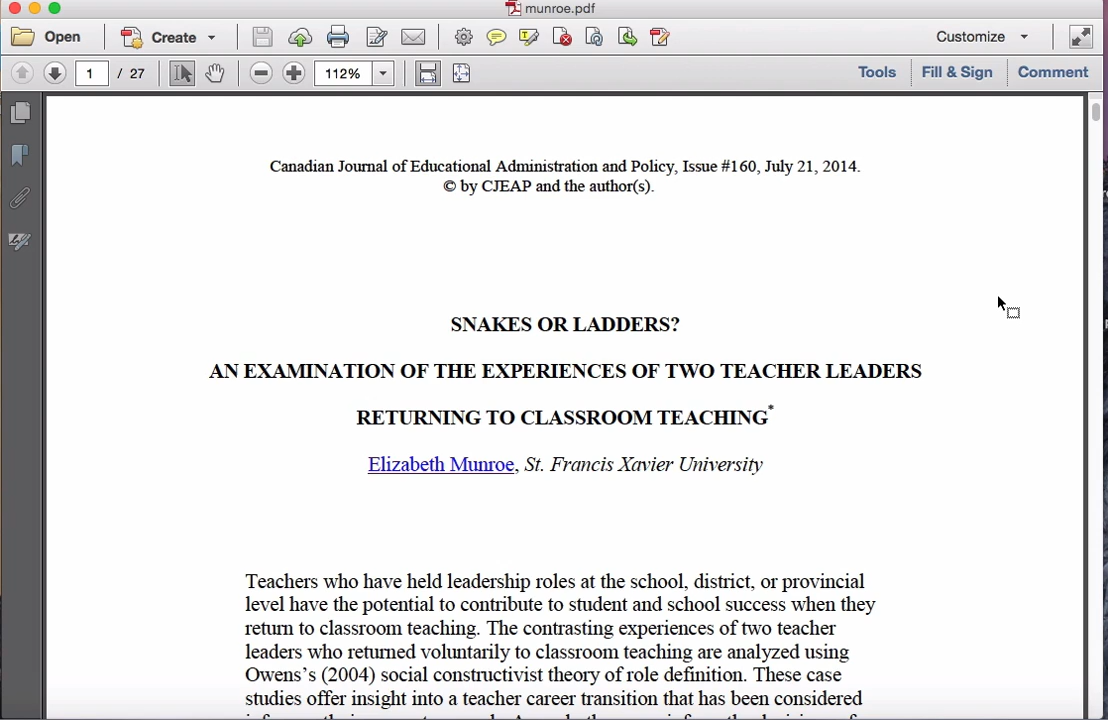 munroe.pdf
Open
Create
Customize
1 / 27
112%
Tools
Fill & Sign
Comment
Canadian Journal of Educational Administration and Policy, Issue #160, July 21, 2014.
© by CJEAP and the author(s).
SNAKES OR LADDERS?
AN EXAMINATION OF THE EXPERIENCES OF TWO TEACHER LEADERS
RETURNING TO CLASSROOM TEACHING*
Elizabeth Munroe, St. Francis Xavier University
Teachers who have held leadership roles at the school, district, or provincial
level have the potential to contribute to student and school success when they
return to classroom teaching. The contrasting experiences of two teacher
leaders who returned voluntarily to classroom teaching are analyzed using
Owens’s (2004) social constructivist theory of role definition. These case
studies offer insight into a teacher career transition that has been considered